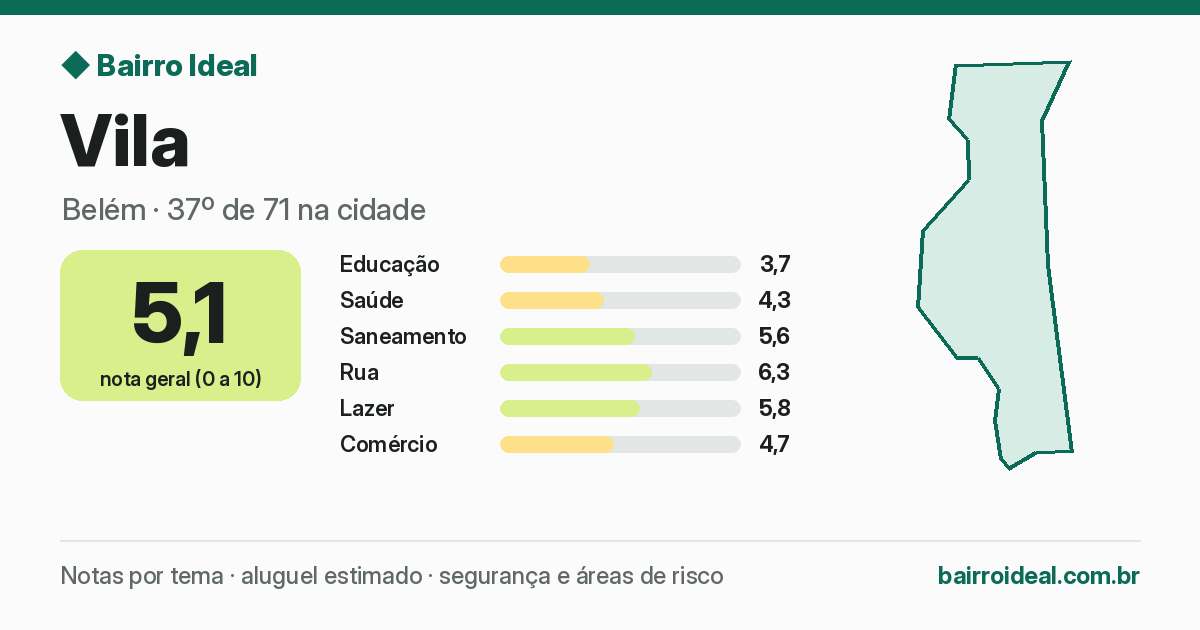 Bairro Ideal
Vila
Belém · 37º de 71 na cidade
5,1
nota geral (0 a 10)
Educação 3,7
Saúde 4,3
Saneamento 5,6
Rua 6,3
Lazer 5,8
Comércio 4,7
Notas por tema · aluguel estimado · segurança e áreas de risco
bairroideal.com.br